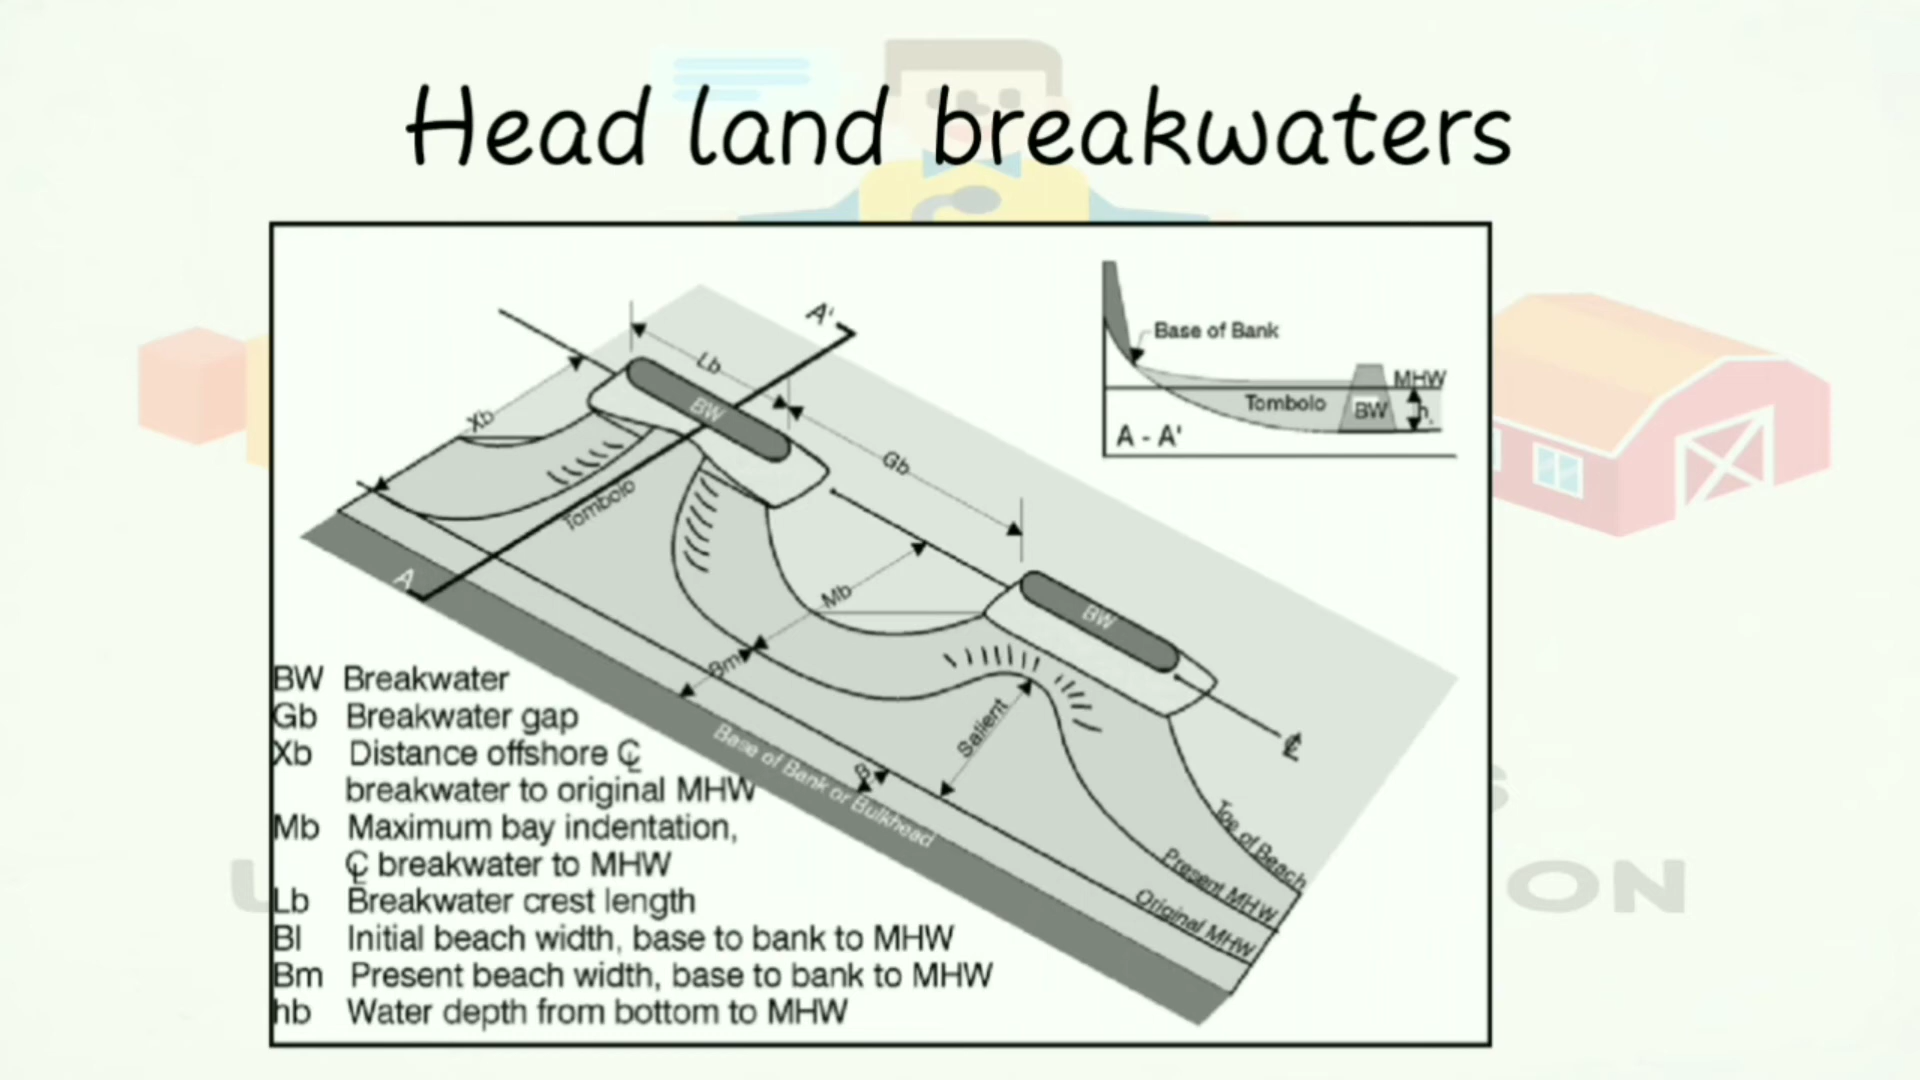 Head land breakwaters
A'
Lb
BW
Xb
Gb
Tombolo
A
Mb
Bm
BW
Salient
℄
Base of Bank or Bulkhead
Toe of Beach
Present MHW
Original MHW
Base of Bank
MHW
Tombolo
BW
A - A'
BW Breakwater
Gb Breakwater gap
Xb Distance offshore ℄
breakwater to original MHW
Mb Maximum bay indentation,
℄ breakwater to MHW
Lb Breakwater crest length
Bl Initial beach width, base to bank to MHW
Bm Present beach width, base to bank to MHW
hb Water depth from bottom to MHW